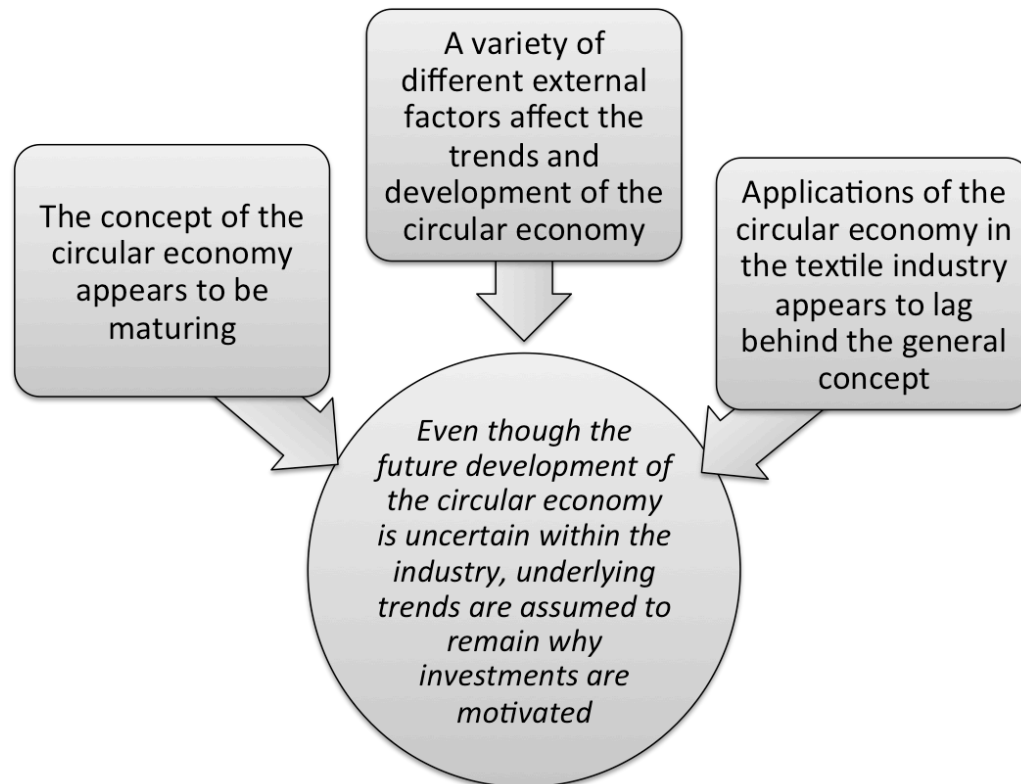 The concept of the
circular economy
appears to be
maturing
A variety of
different external
factors affect the
trends and
development of the
circular economy
Applications of the
circular economy in
the textile industry
appears to lag
behind the general
concept
Even though the
future development of
the circular economy
is uncertain within the
industry, underlying
trends are assumed to
remain why
investments are
motivated